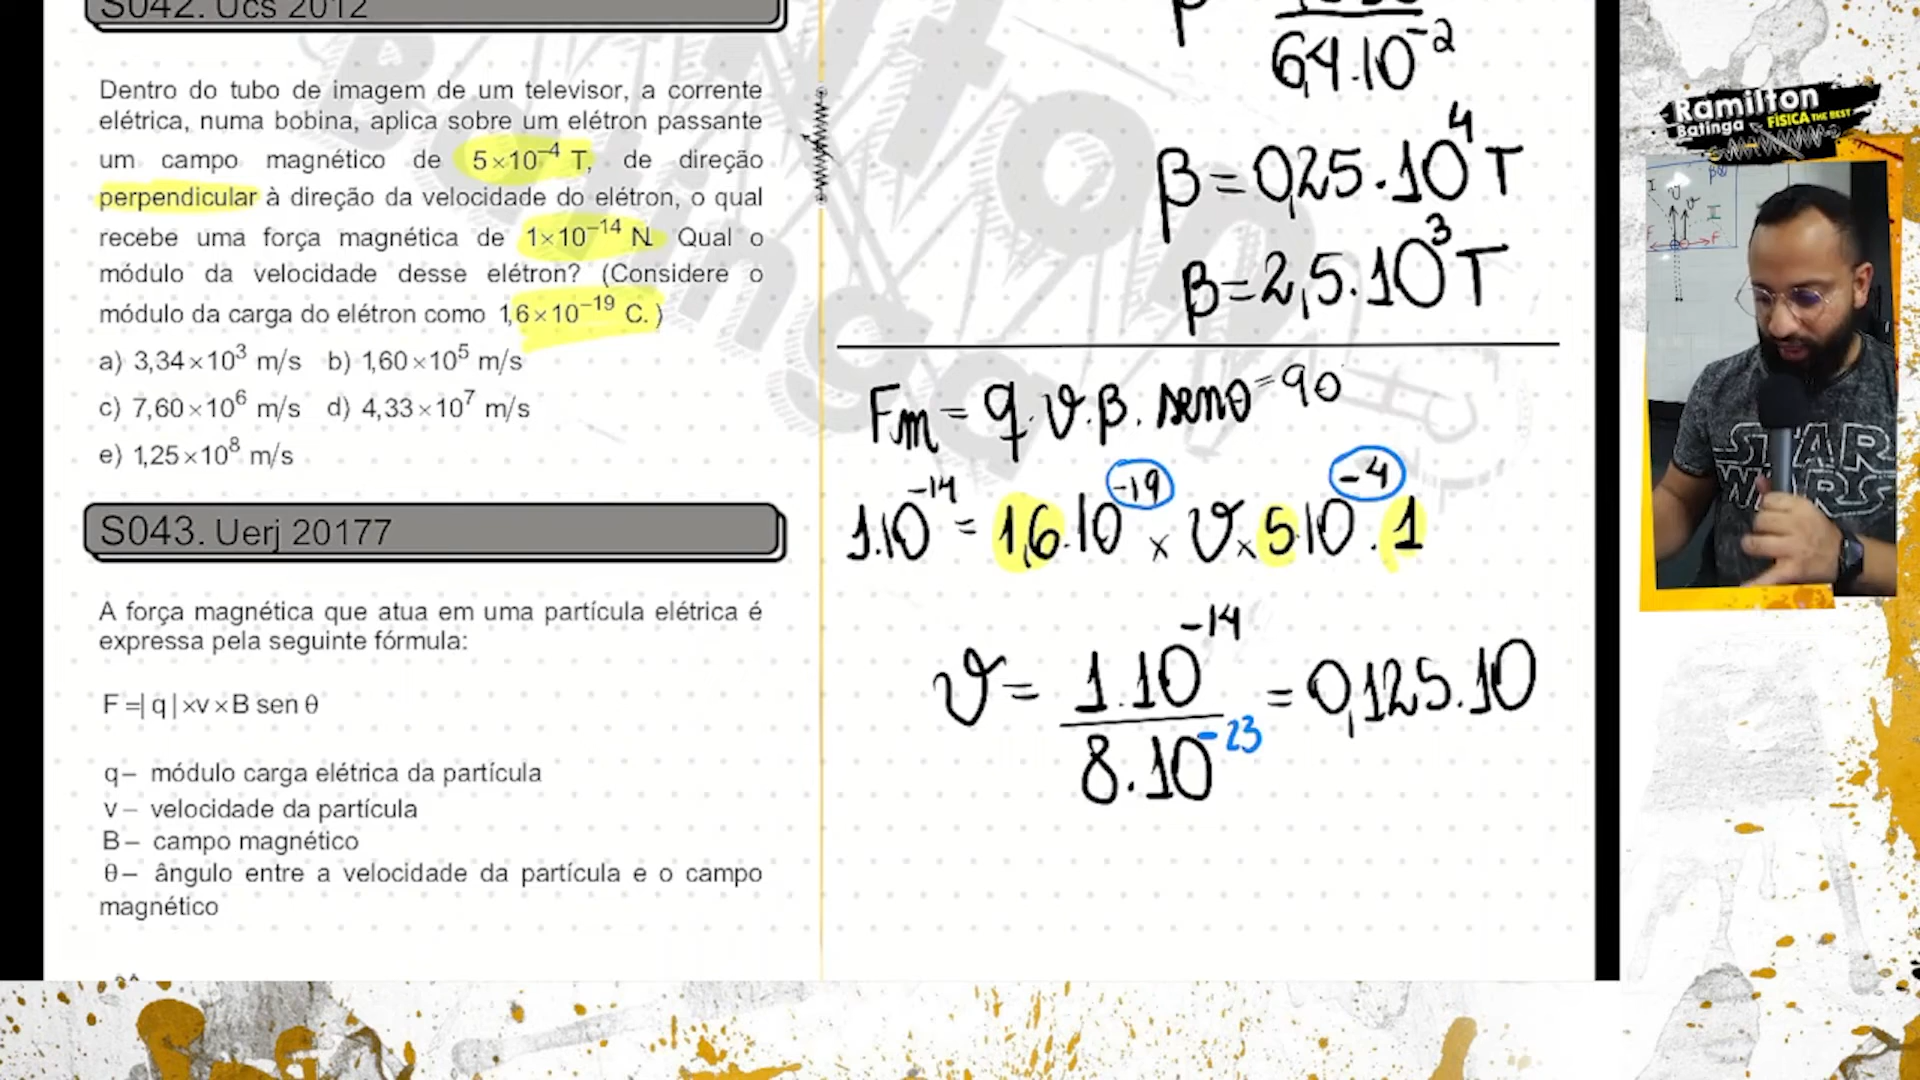 S042. Ucs 2012
Dentro do tubo de imagem de um televisor, a corrente
elétrica, numa bobina, aplica sobre um elétron passante
um campo magnético de 5×10⁻⁴ T, de direção
perpendicular à direção da velocidade do elétron, o qual
recebe uma força magnética de 1×10⁻¹⁴ N. Qual o
módulo da velocidade desse elétron? (Considere o
módulo da carga do elétron como 1,6×10⁻¹⁹ C.)
a) 3,34×10³ m/s b) 1,60×10⁵ m/s
c) 7,60×10⁶ m/s d) 4,33×10⁷ m/s
e) 1,25×10⁸ m/s
S043. Uerj 20177
A força magnética que atua em uma partícula elétrica é
expressa pela seguinte fórmula:
F =| q | ×v×B sen θ
q– módulo carga elétrica da partícula
v– velocidade da partícula
B– campo magnético
θ– ângulo entre a velocidade da partícula e o campo
magnético
64.10⁻²
β = 0,25.10⁴ T
β = 2,5.10³ T
Fm = q.v.β. senθ = 90
1.10⁻¹⁴ = 1,6.10⁻¹⁹ × v × 5.10⁻⁴ . 1
v = 1.10⁻¹⁴ / 8.10⁻²³ = 0,125.10
Ramilton
Batinga FÍSICA THE BEST
STAR
WARS